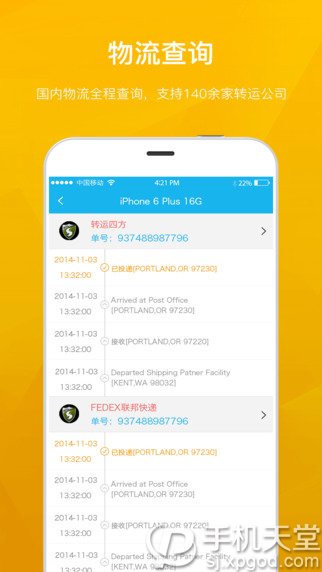 物流查询
国内物流全程查询，支持140余家转运公司
中国移动 4:21 PM 53%
iPhone 6 Plus 16G
转运四方
单号：937488987796
2014-11-03
13:32:00
已投递[PORTLAND,OR 97230]
2014-11-03
13:32:00
Arrived at Post Office
[PORTLAND,OR 97230]
2014-11-03
13:32:00
接收[PORTLAND,OR 97220]
2014-11-03
13:32:00
Departed Shipping Patner Facility
[KENT,WA 98032]
FEDEX联邦快递
单号：937488987796
2014-11-03
13:32:00
已投递[PORTLAND,OR 97230]
2014-11-03
13:32:00
Arrived at Post Office
[PORTLAND,OR 97230]
2014-11-03
13:32:00
接收[PORTLAND,OR 97220]
2014-11-03
13:32:00
Departed Shipping Patner Facility
手机天堂
sjxpgod.com